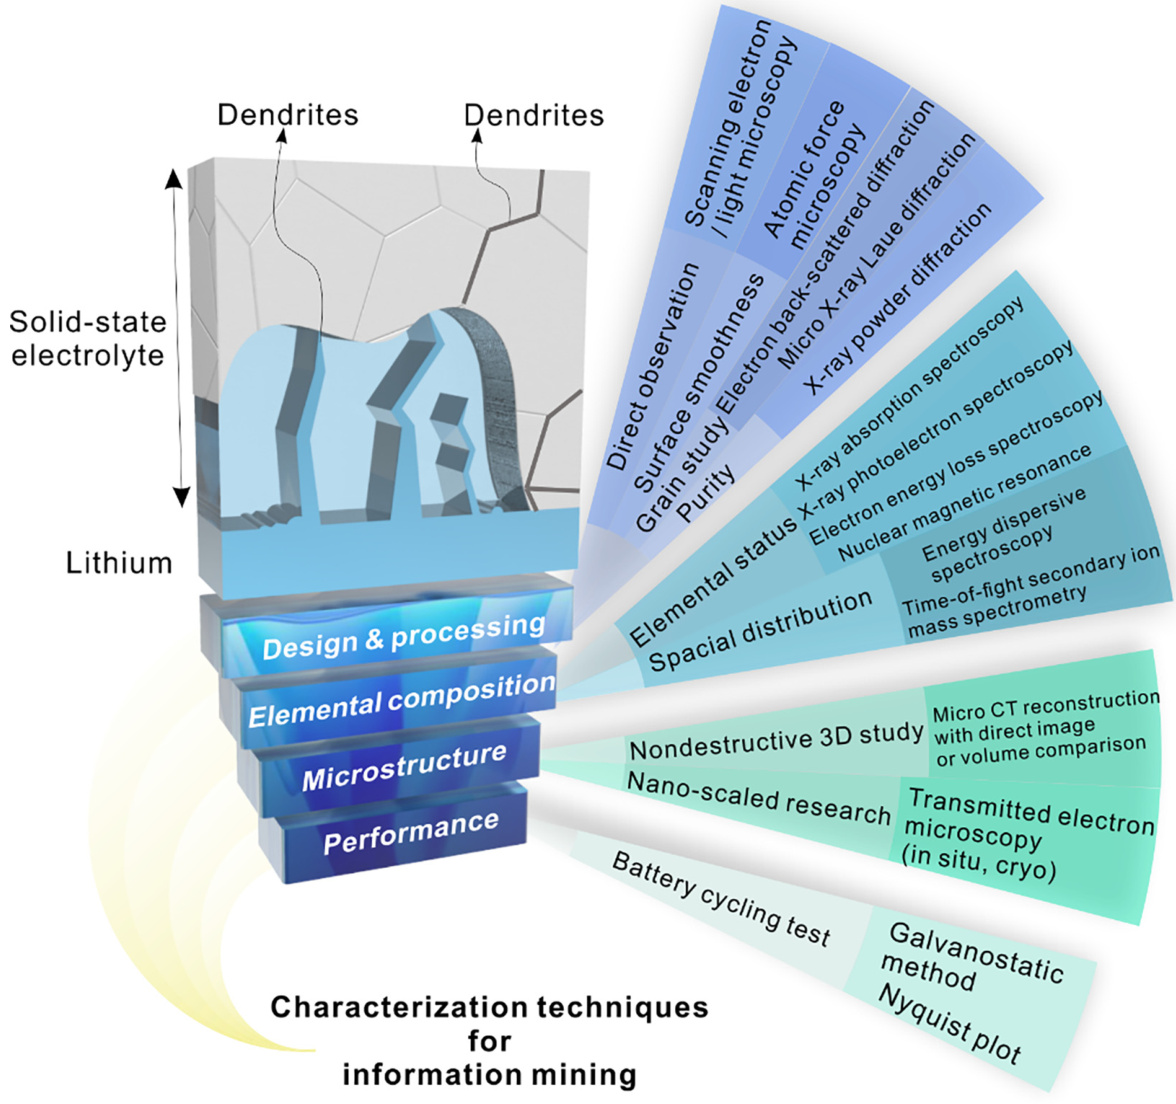 Dendrites
Dendrites
Solid-state
electrolyte
Lithium
Design & processing
Elemental composition
Microstructure
Performance
Characterization techniques
for
information mining
Direct observation
Scanning electron
/ light microscopy
Surface smoothness
Atomic force
microscopy
Grain study
Electron back-scattered diffraction
Micro X-ray Laue diffraction
Purity
X-ray powder diffraction
Elemental status
X-ray absorption spectroscopy
X-ray photoelectron spectroscopy
Electron energy loss spectroscopy
Nuclear magnetic resonance
Spacial distribution
Energy dispersive
spectroscopy
Time-of-fight secondary ion
mass spectrometry
Nondestructive 3D study
Micro CT reconstruction
with direct image
or volume comparison
Nano-scaled research
Transmitted electron
microscopy
(in situ, cryo)
Battery cycling test
Galvanostatic
method
Nyquist plot